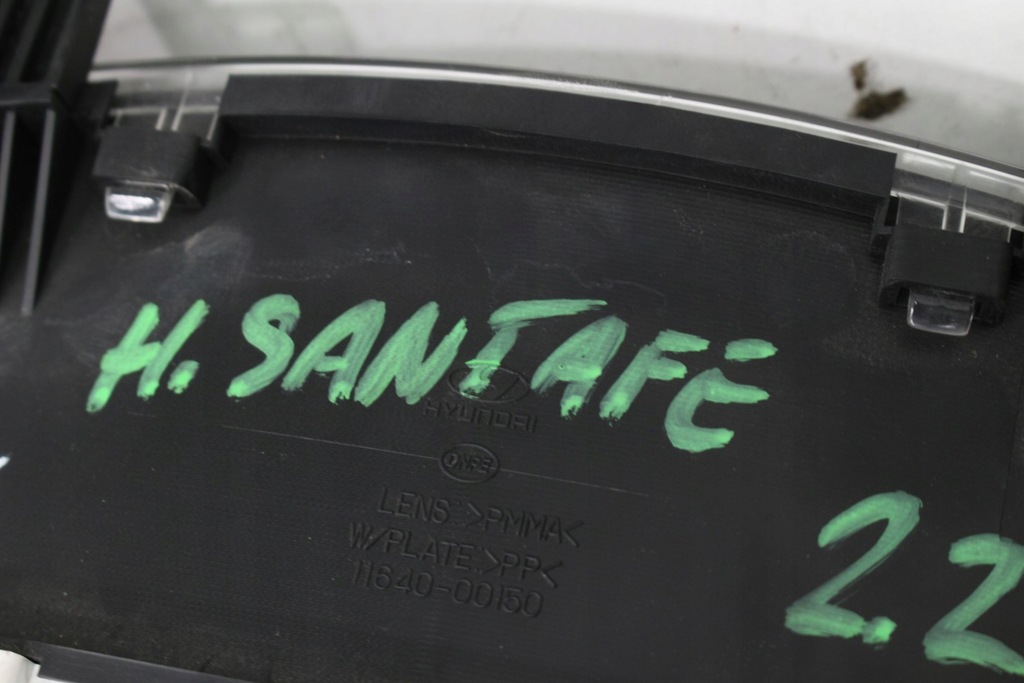 H. SANTAFE
HYUNDAI
LENS >PMMA<
W/PLATE >PP<
11640-00150
2.2